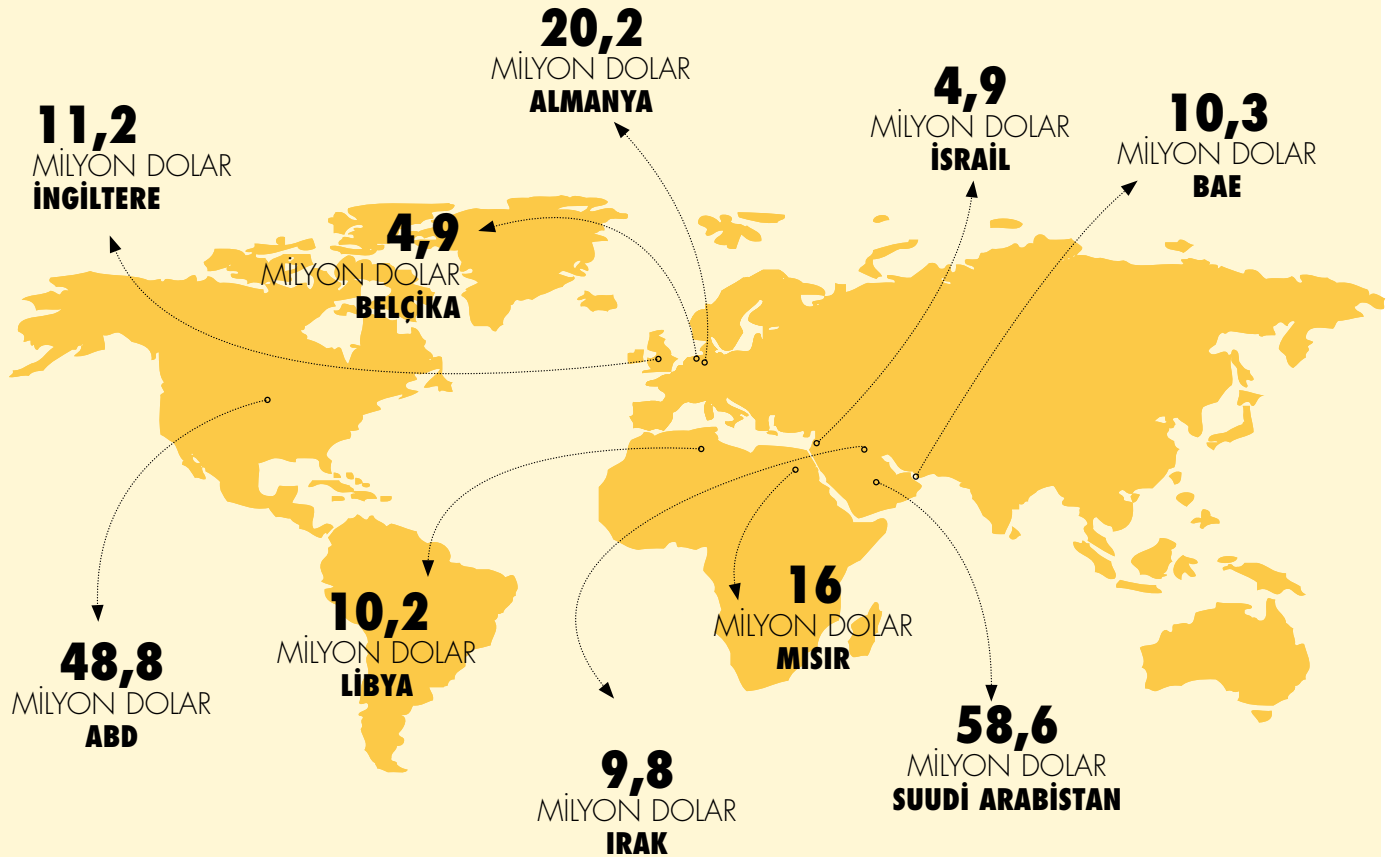 20,2
MİLYON DOLAR
ALMANYA
4,9
MİLYON DOLAR
İSRAİL
10,3
MİLYON DOLAR
BAE
11,2
MİLYON DOLAR
İNGİLTERE
4,9
MİLYON DOLAR
BELÇİKA
48,8
MİLYON DOLAR
ABD
10,2
MİLYON DOLAR
LİBYA
16
MİLYON DOLAR
MISIR
9,8
MİLYON DOLAR
IRAK
58,6
MİLYON DOLAR
SUUDİ ARABİSTAN